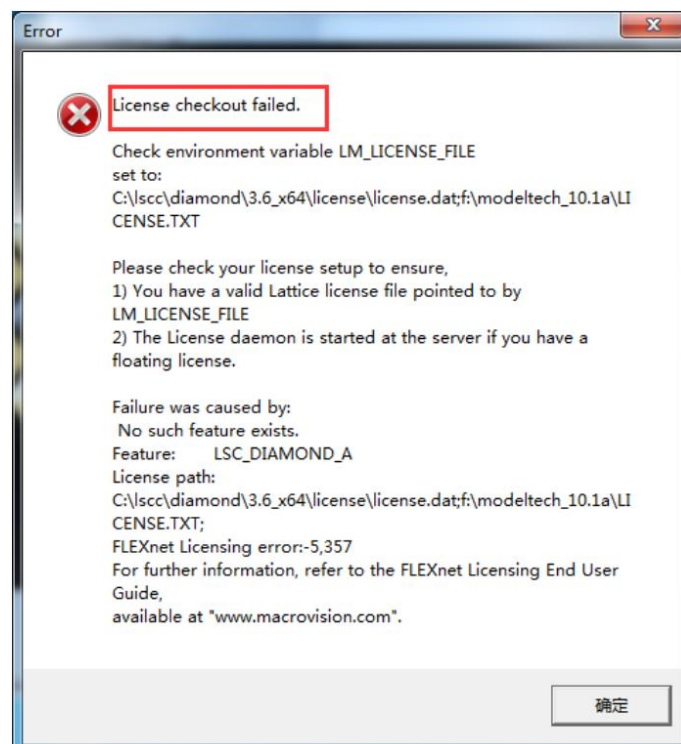 Error
License checkout failed.
Check environment variable LM_LICENSE_FILE
set to:
C:\lscc\diamond\3.6_x64\license\license.dat;f:\modeltech_10.1a\LI
CENSE.TXT
Please check your license setup to ensure,
1) You have a valid Lattice license file pointed to by
LM_LICENSE_FILE
2) The License daemon is started at the server if you have a
floating license.
Failure was caused by:
No such feature exists.
Feature: LSC_DIAMOND_A
License path:
C:\lscc\diamond\3.6_x64\license\license.dat;f:\modeltech_10.1a\LI
CENSE.TXT;
FLEXnet Licensing error:-5,357
For further information, refer to the FLEXnet Licensing End User
Guide,
available at "www.macrovision.com".
确定